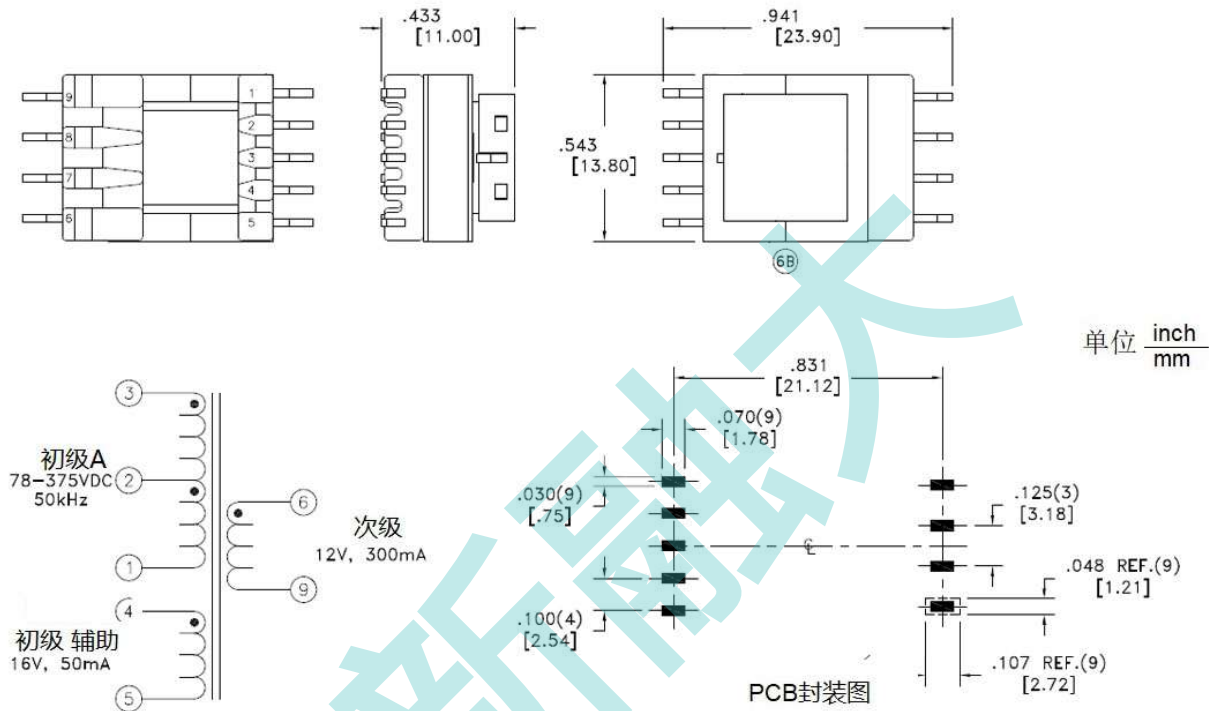 .433
[11.00]
.941
[23.90]
9
8
7
6
1
2
3
4
5
.543
[13.80]
6B
单位 inch
mm
3
初级A
78-375VDC
50kHz
2
1
4
初级 辅助
16V, 50mA
5
6
次级
12V, 300mA
9
.831
[21.12]
.070(9)
[1.78]
.030(9)
[.75]
.125(3)
[3.18]
℄
.048 REF.(9)
[1.21]
.100(4)
[2.54]
.107 REF.(9)
[2.72]
PCB封装图
新融大